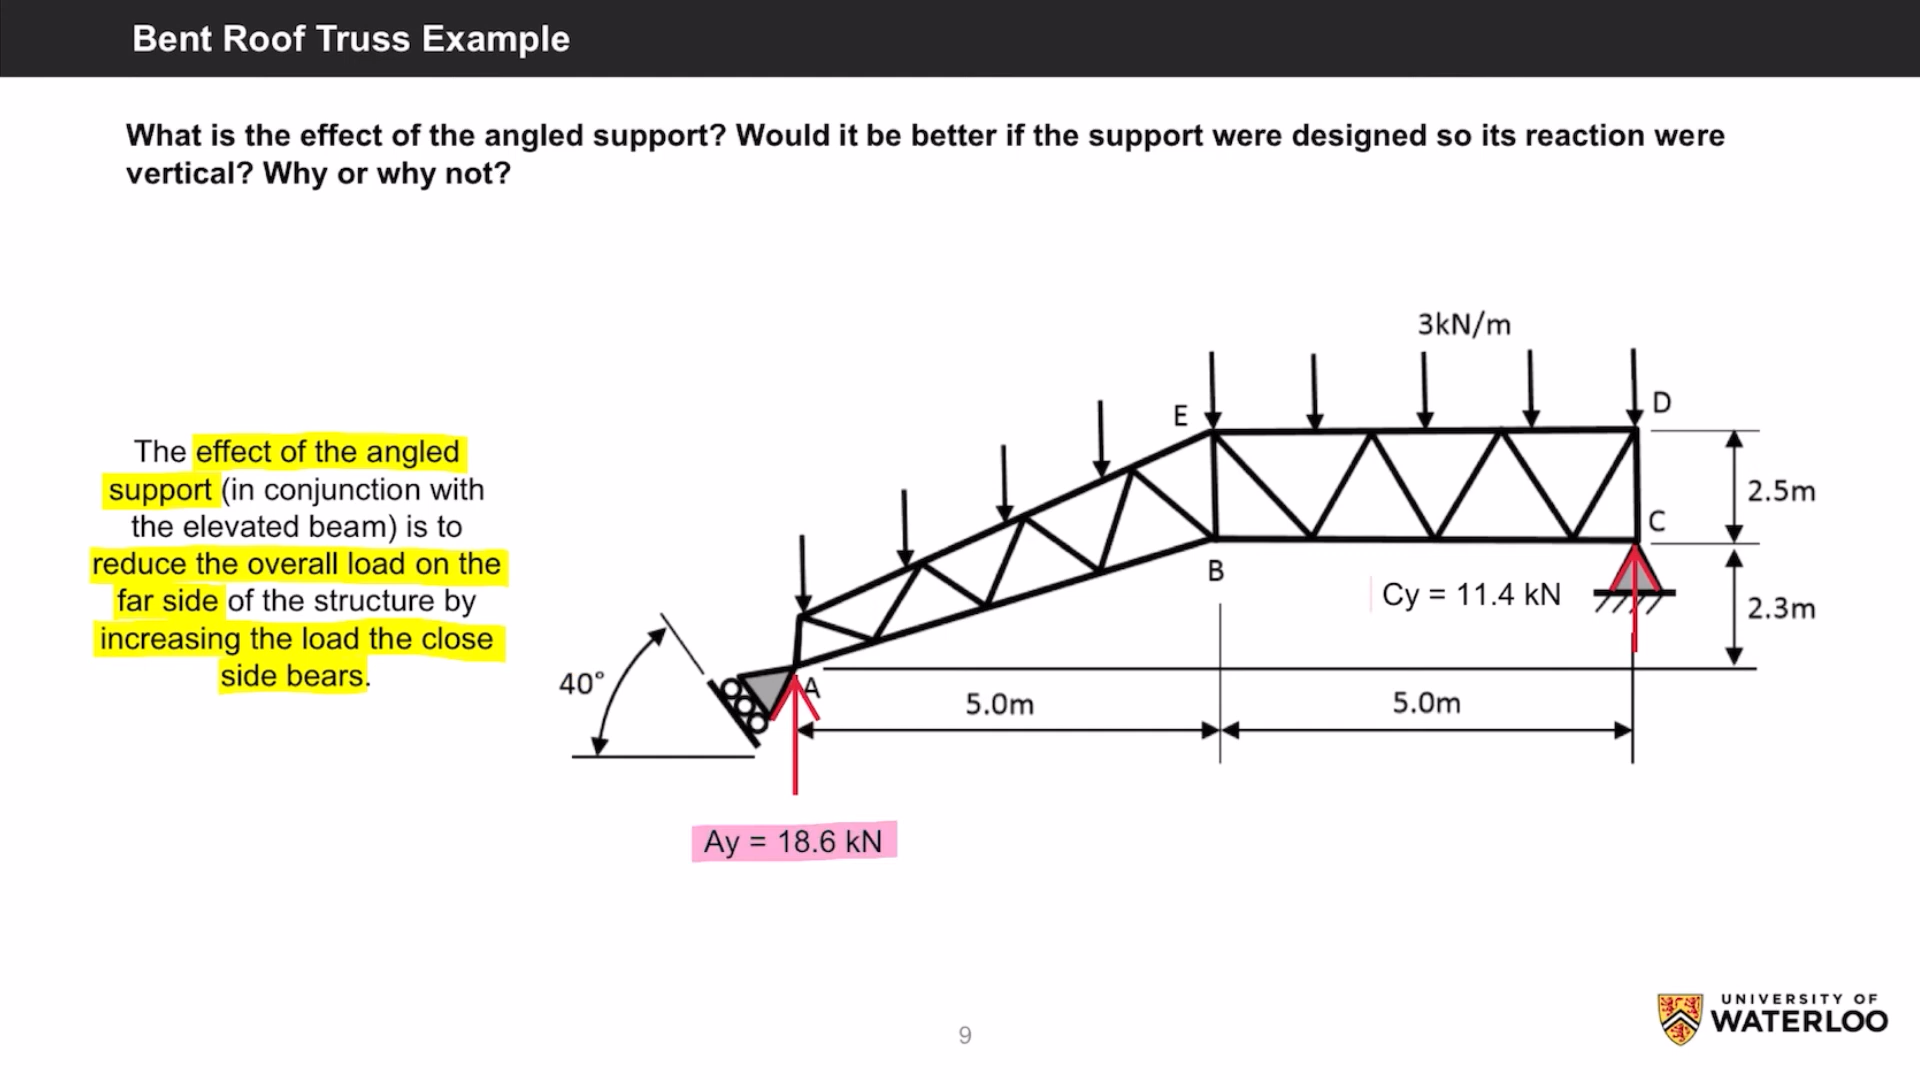 Bent Roof Truss Example
What is the effect of the angled support? Would it be better if the support were designed so its reaction were
vertical? Why or why not?
3kN/m
E
D
The effect of the angled
support (in conjunction with
the elevated beam) is to
reduce the overall load on the
far side of the structure by
increasing the load the close
side bears.
2.5m
C
B
Cy = 11.4 kN
2.3m
40°
A
5.0m
5.0m
Ay = 18.6 kN
UNIVERSITY OF
WATERLOO
9